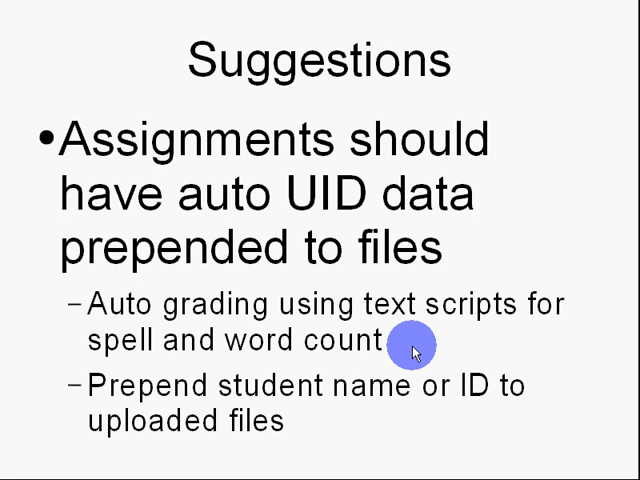 Suggestions
•Assignments should
have auto UID data
prepended to files
–Auto grading using text scripts for
spell and word count
–Prepend student name or ID to
uploaded files